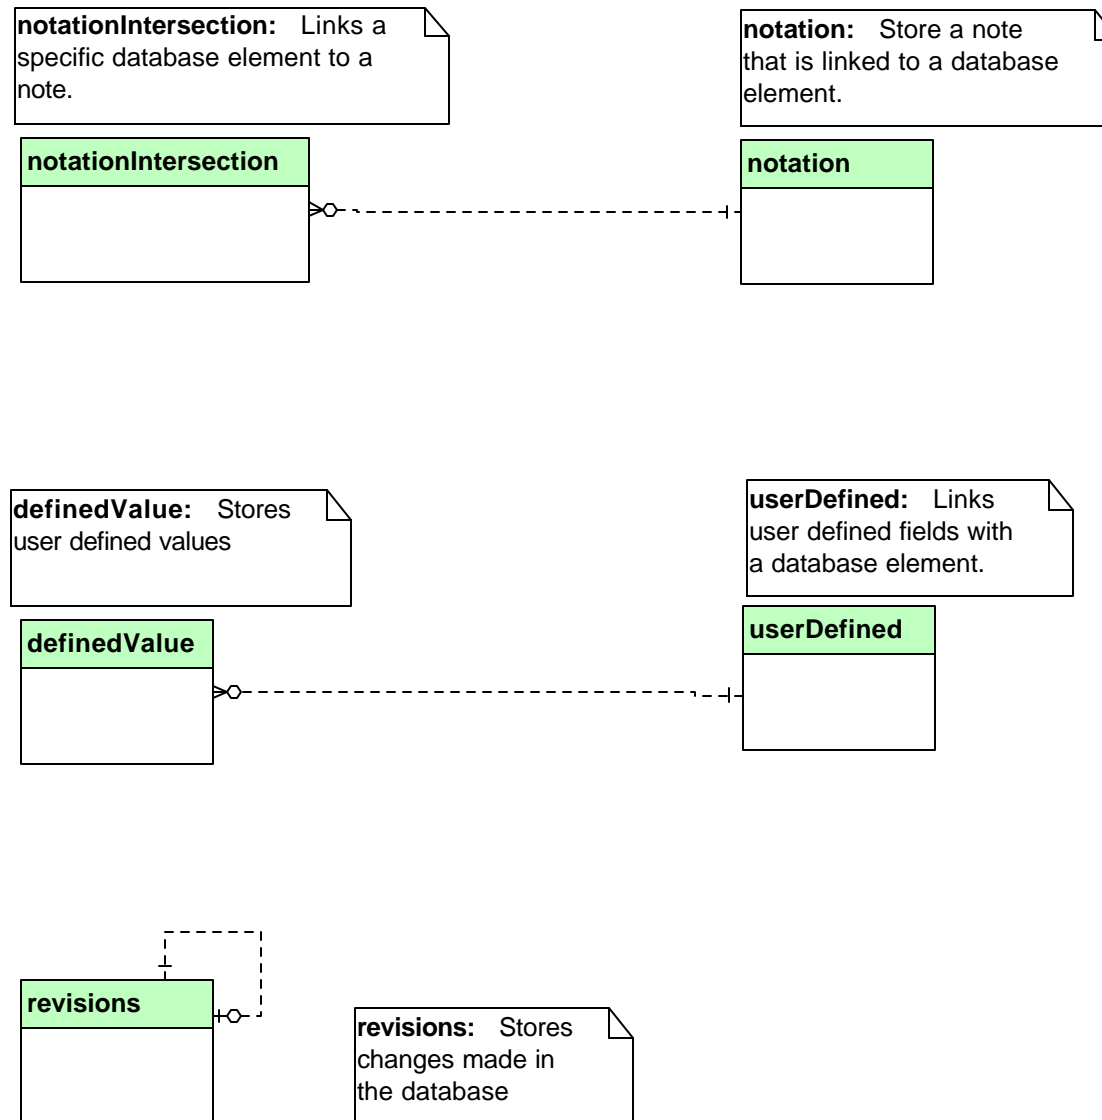 notationIntersection: Links a
specific database element to a
note.
notation: Store a note
that is linked to a database
element.
notationIntersection
notation
definedValue: Stores
user defined values
userDefined: Links
user defined fields with
a database element.
definedValue
userDefined
revisions
revisions: Stores
changes made in
the database